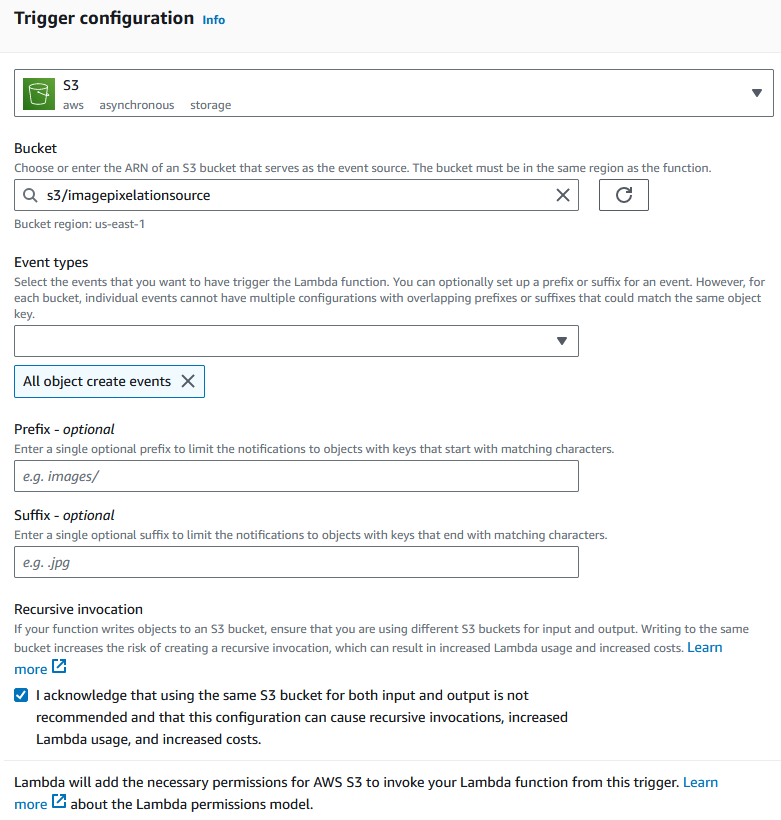 Trigger configuration Info
S3
aws asynchronous storage
Bucket
Choose or enter the ARN of an S3 bucket that serves as the event source. The bucket must be in the same region as the function.
s3/imagepixelationsource
Bucket region: us-east-1
Event types
Select the events that you want to have trigger the Lambda function. You can optionally set up a prefix or suffix for an event. However, for
each bucket, individual events cannot have multiple configurations with overlapping prefixes or suffixes that could match the same object
key.
All object create events
Prefix - optional
Enter a single optional prefix to limit the notifications to objects with keys that start with matching characters.
e.g. images/
Suffix - optional
Enter a single optional suffix to limit the notifications to objects with keys that end with matching characters.
e.g. .jpg
Recursive invocation
If your function writes objects to an S3 bucket, ensure that you are using different S3 buckets for input and output. Writing to the same
bucket increases the risk of creating a recursive invocation, which can result in increased Lambda usage and increased costs. Learn
more
I acknowledge that using the same S3 bucket for both input and output is not
recommended and that this configuration can cause recursive invocations, increased
Lambda usage, and increased costs.
Lambda will add the necessary permissions for AWS S3 to invoke your Lambda function from this trigger. Learn
more about the Lambda permissions model.